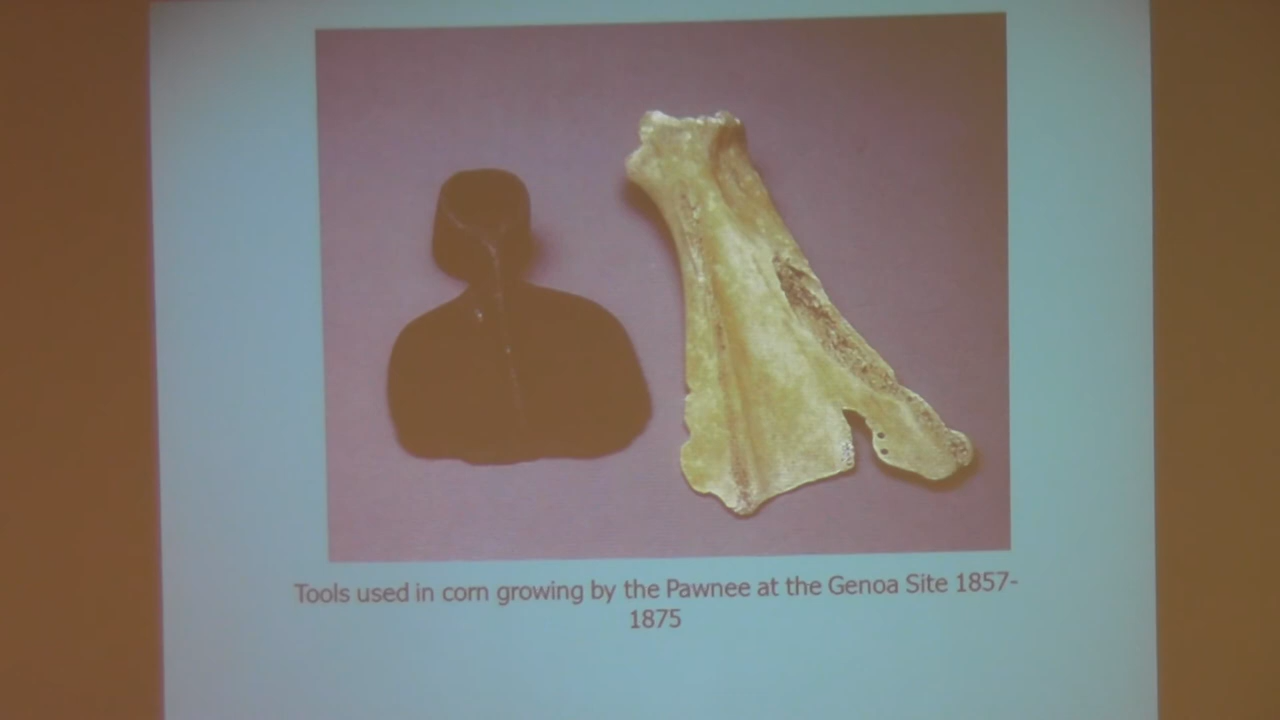 Tools used in corn growing by the Pawnee at the Genoa Site 1857-
1875